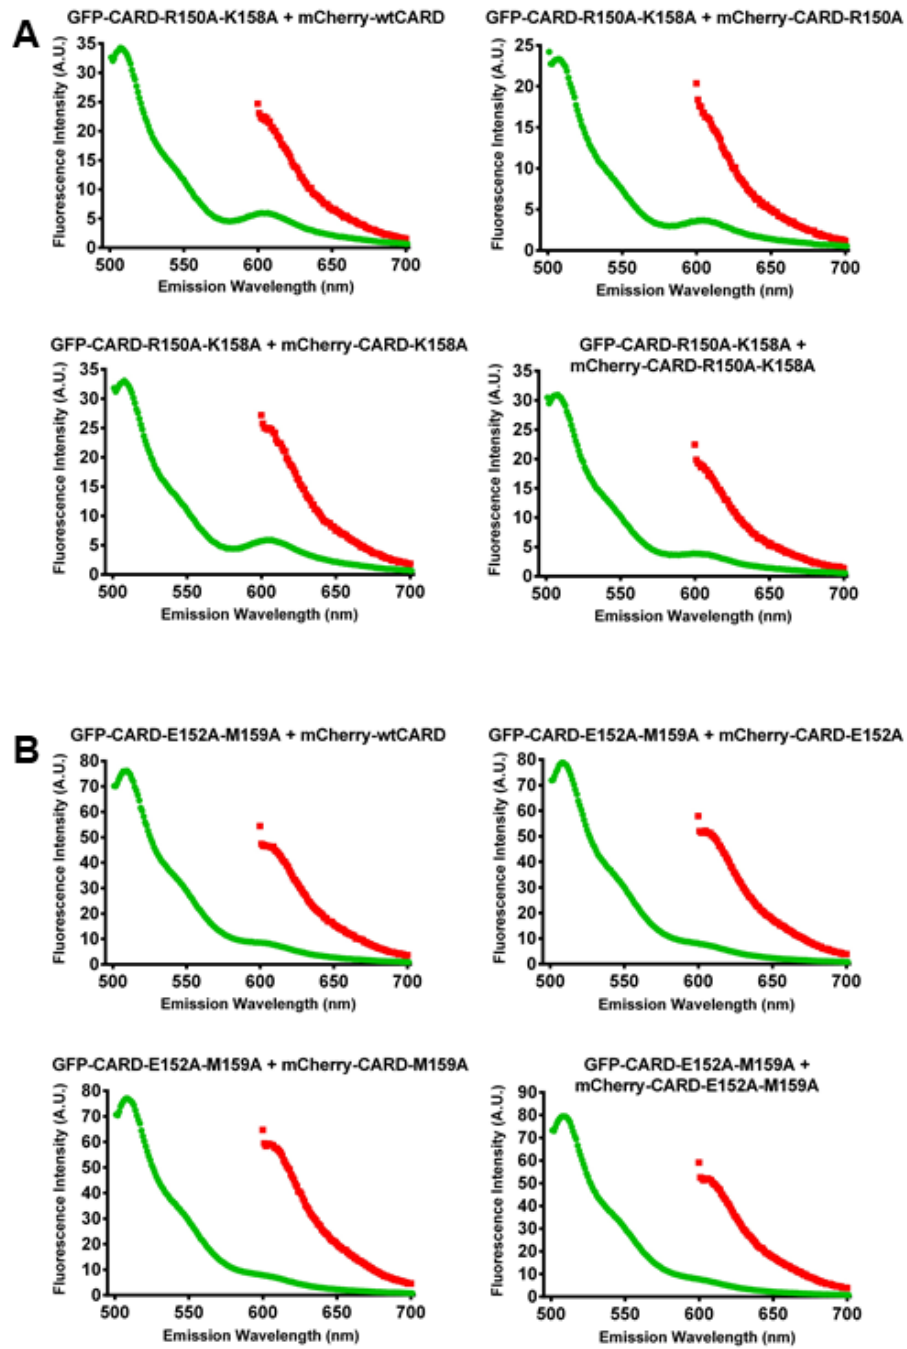 A
GFP-CARD-R150A-K158A + mCherry-wtCARD
Fluorescence Intensity (A.U.)
35
30
25
20
15
10
5
0
500 550 600 650 700
Emission Wavelength (nm)
GFP-CARD-R150A-K158A + mCherry-CARD-R150A
Fluorescence Intensity (A.U.)
25
20
15
10
5
0
500 550 600 650 700
Emission Wavelength (nm)
GFP-CARD-R150A-K158A + mCherry-CARD-K158A
Fluorescence Intensity (A.U.)
35
30
25
20
15
10
5
0
500 550 600 650 700
Emission Wavelength (nm)
GFP-CARD-R150A-K158A +
mCherry-CARD-R150A-K158A
Fluorescence Intensity (A.U.)
35
30
25
20
15
10
5
0
500 550 600 650 700
Emission Wavelength (nm)
B
GFP-CARD-E152A-M159A + mCherry-wtCARD
Fluorescence Intensity (A.U.)
80
70
60
50
40
30
20
10
0
500 550 600 650 700
Emission Wavelength (nm)
GFP-CARD-E152A-M159A + mCherry-CARD-E152A
Fluorescence Intensity (A.U.)
80
70
60
50
40
30
20
10
0
500 550 600 650 700
Emission Wavelength (nm)
GFP-CARD-E152A-M159A + mCherry-CARD-M159A
Fluorescence Intensity (A.U.)
80
70
60
50
40
30
20
10
0
500 550 600 650 700
Emission Wavelength (nm)
GFP-CARD-E152A-M159A +
mCherry-CARD-E152A-M159A
Fluorescence Intensity (A.U.)
90
80
70
60
50
40
30
20
10
0
500 550 600 650 700
Emission Wavelength (nm)